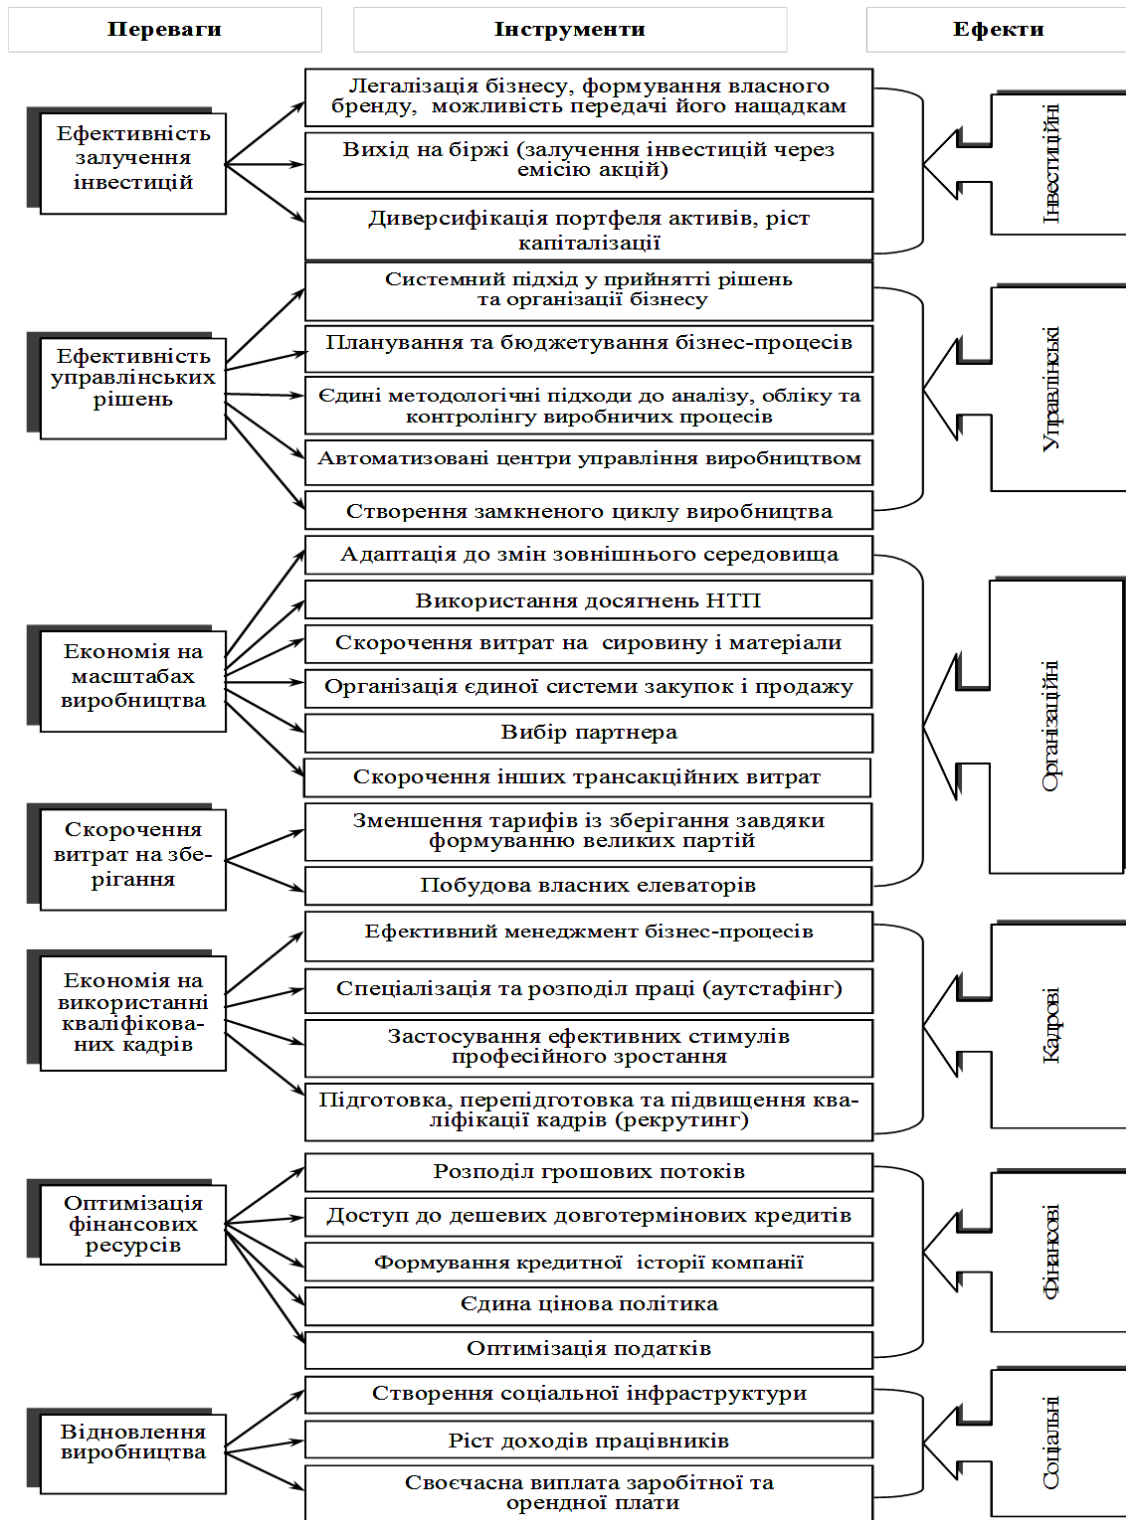 Переваги
Інструменти
Ефекти
Ефективність
залучення
інвестицій
Легалізація бізнесу, формування власного
бренду, можливість передачі його нащадкам
Вихід на біржі (залучення інвестицій через
емісію акцій)
Диверсифікація портфеля активів, ріст
капіталізації
Інвестиційні
Ефективність
управлінських
рішень
Системний підхід у прийнятті рішень
та організації бізнесу
Планування та бюджетування бізнес-процесів
Єдині методологічні підходи до аналізу, обліку та
контролінгу виробничих процесів
Автоматизовані центри управління виробництвом
Створення замкненого циклу виробництва
Управлінські
Економія на
масштабах
виробництва
Адаптація до змін зовнішнього середовища
Використання досягнень НТП
Скорочення витрат на сировину і матеріали
Організація єдиної системи закупок і продажу
Вибір партнера
Скорочення інших трансакційних витрат
Скорочення
витрат на збе-
рігання
Зменшення тарифів із зберігання завдяки
формуванню великих партій
Побудова власних елеваторів
Організаційні
Економія на
використанні
кваліфікова-
них кадрів
Ефективний менеджмент бізнес-процесів
Спеціалізація та розподіл праці (аутстафінг)
Застосування ефективних стимулів
професійного зростання
Підготовка, перепідготовка та підвищення ква-
ліфікації кадрів (рекрутинг)
Кадрові
Оптимізація
фінансових
ресурсів
Розподіл грошових потоків
Доступ до дешевих довготермінових кредитів
Формування кредитної історії компанії
Єдина цінова політика
Оптимізація податків
Фінансові
Відновлення
виробництва
Створення соціальної інфраструктури
Ріст доходів працівників
Своєчасна виплата заробітної та
орендної плати
Соціальні